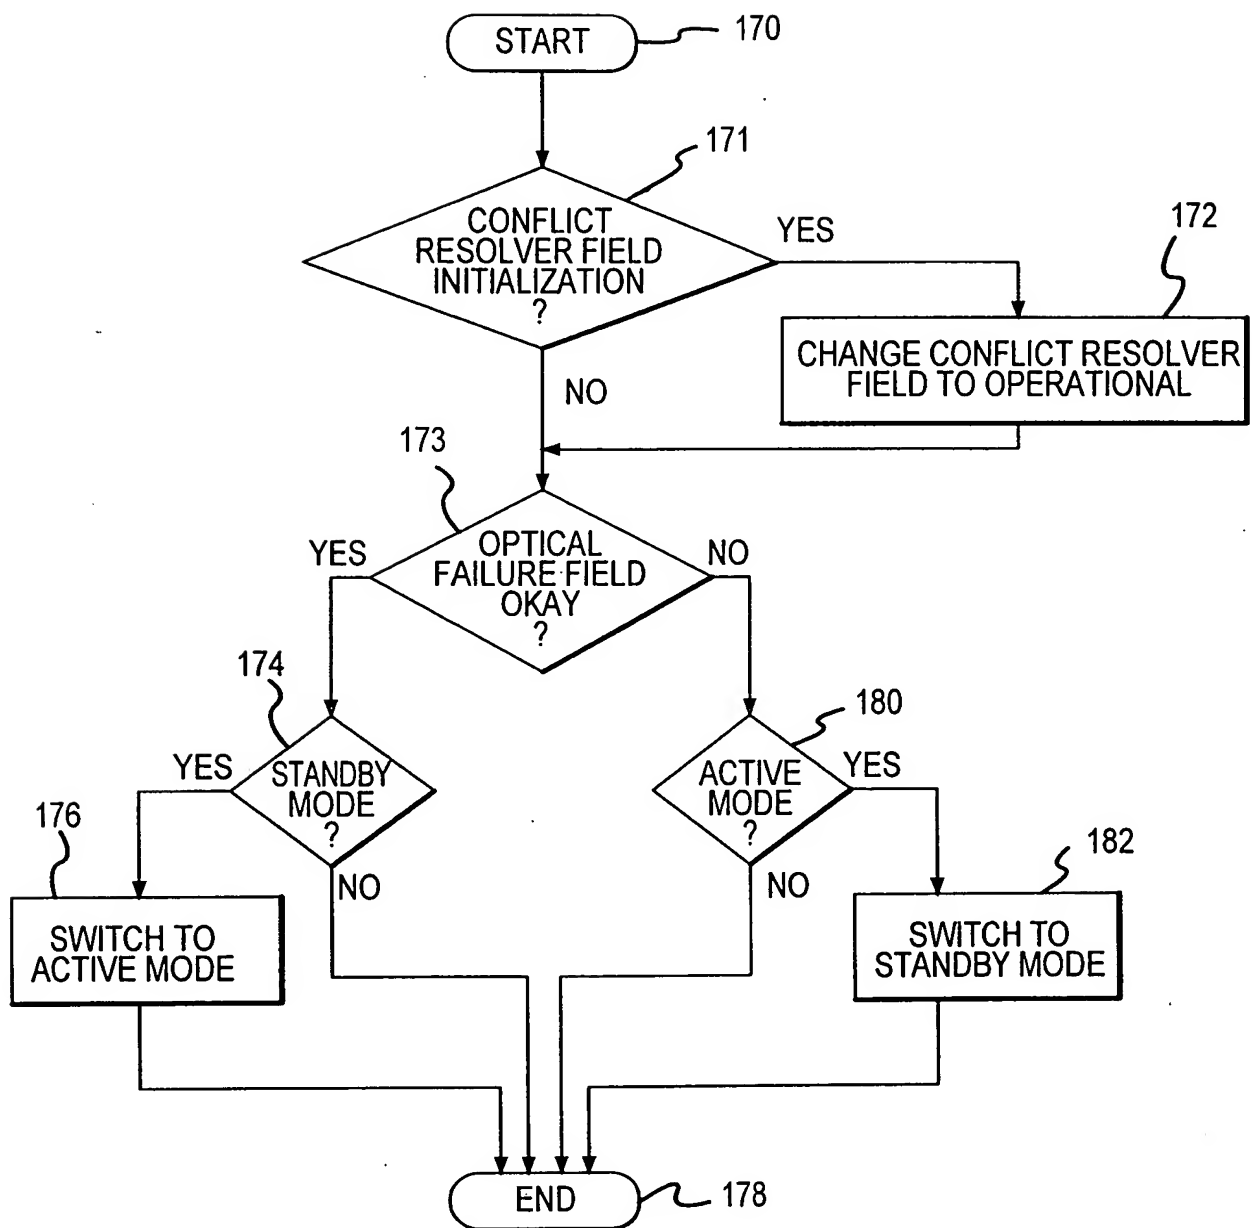 START
170
171
CONFLICT
RESOLVER FIELD
INITIALIZATION
?
YES
172
CHANGE CONFLICT RESOLVER
FIELD TO OPERATIONAL
NO
173
YES
OPTICAL
FAILURE FIELD
OKAY
?
NO
174
YES
STANDBY
MODE
?
NO
180
ACTIVE
MODE
?
YES
NO
176
SWITCH TO
ACTIVE MODE
182
SWITCH TO
STANDBY MODE
END
178